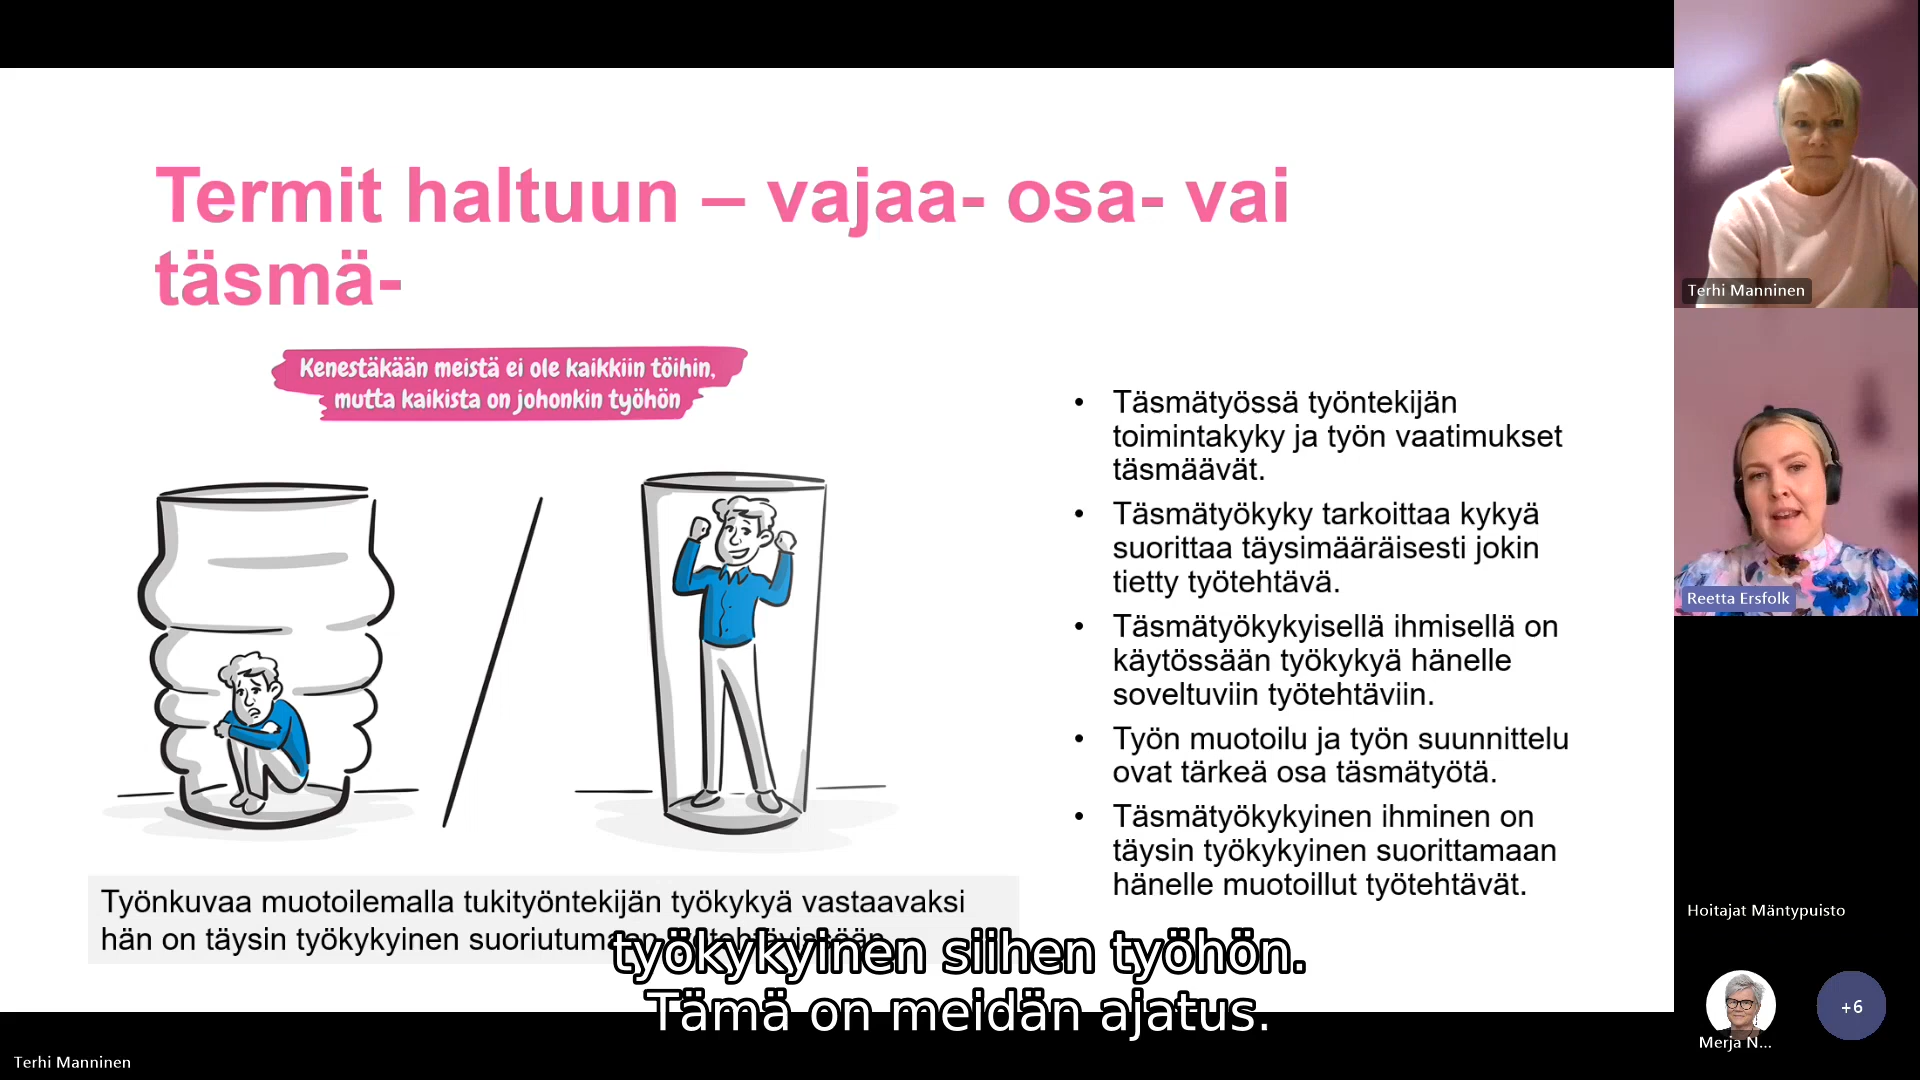 Termit haltuun – vajaa- osa- vai
täsmä-
Kenestäkään meistä ei ole kaikkiin töihin,
mutta kaikista on johonkin työhön
Työnkuvaa muotoilemalla tukityöntekijän työkykyä vastaavaksi
hän on täysin työkykyinen suoriutumaan
Täsmätyössä työntekijän
toimintakyky ja työn vaatimukset
täsmäävät.
Täsmätyökyky tarkoittaa kykyä
suorittaa täysimääräisesti jokin
tietty työtehtävä.
Täsmätyökykyisellä ihmisellä on
käytössään työkykyä hänelle
soveltuviin työtehtäviin.
Työn muotoilu ja työn suunnittelu
ovat tärkeä osa täsmätyötä.
Täsmätyökykyinen ihminen on
täysin työkykyinen suorittamaan
hänelle muotoillut työtehtävät.
työkykyinen siihen työhön.
Tämä on meidän ajatus.
Terhi Manninen
Reetta Ersfolk
Hoitajat Mäntypuisto
+6
Merja N...
Terhi Manninen